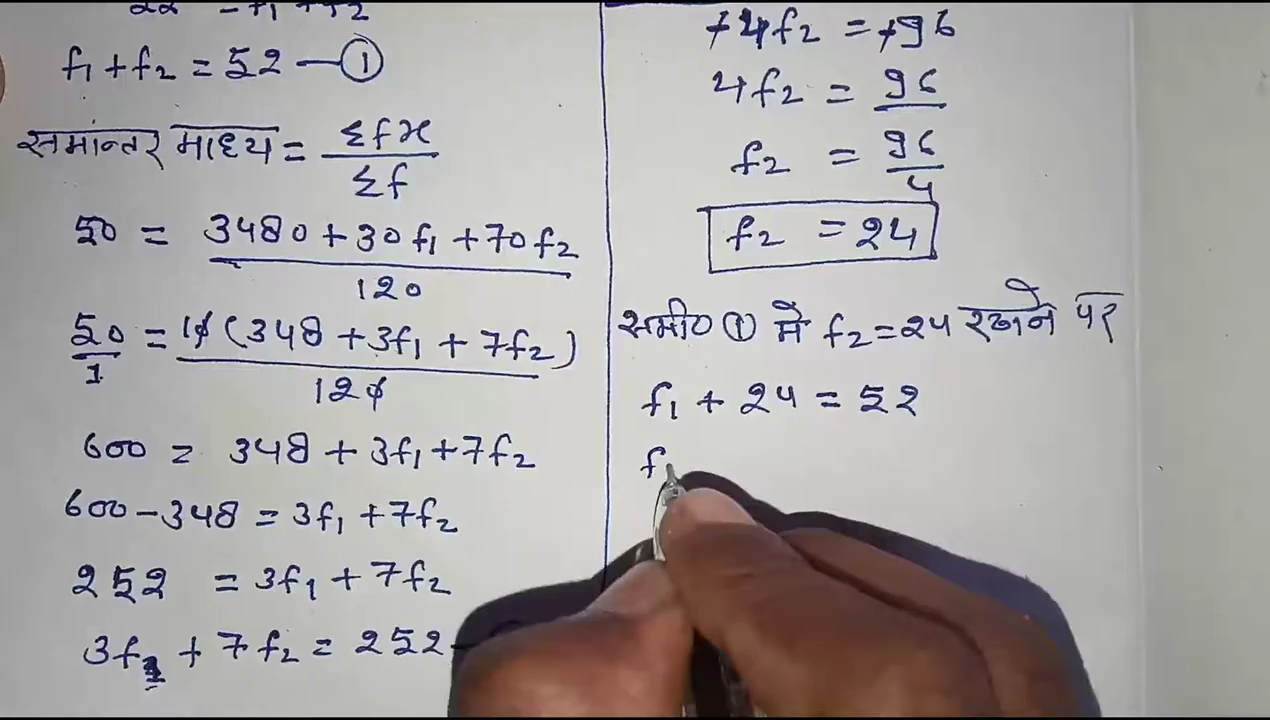 f₁ + f₂ = 52 — ①
समान्तर माध्य = Σfx / Σf
50 = 3480 + 30f₁ + 70f₂ / 120
50/1 = 10(348 + 3f₁ + 7f₂) / 120
600 = 348 + 3f₁ + 7f₂
600 - 348 = 3f₁ + 7f₂
252 = 3f₁ + 7f₂
3f₁ + 7f₂ = 252
+4f₂ = +96
4f₂ = 96
f₂ = 96/4
f₂ = 24
समी० ① में f₂ = 24 रखने पर
f₁ + 24 = 52
f